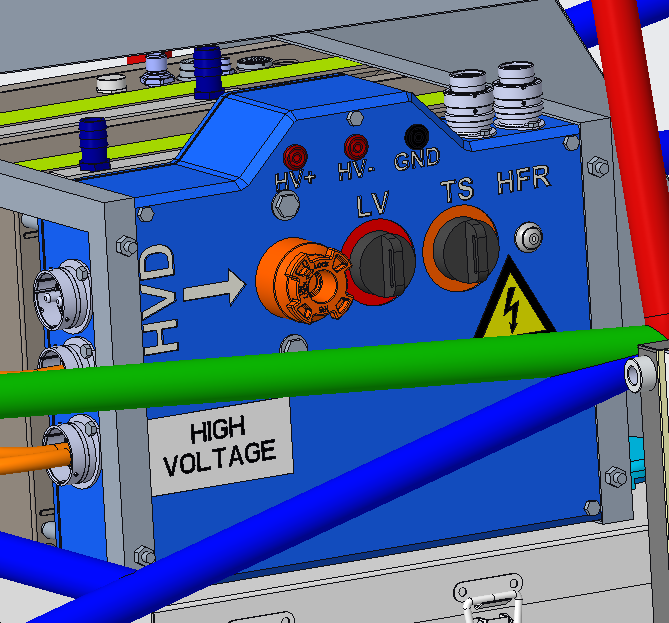 HV+
HV-
GND
LV
TS
HFR
HVD
HIGH
VOLTAGE